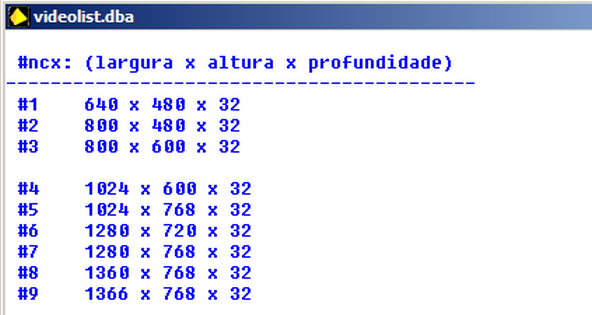 videolist.dba
#ncx: (largura x altura x profundidade)
------------------------------------------
#1 640 x 480 x 32
#2 800 x 480 x 32
#3 800 x 600 x 32
#4 1024 x 600 x 32
#5 1024 x 768 x 32
#6 1280 x 720 x 32
#7 1280 x 768 x 32
#8 1360 x 768 x 32
#9 1366 x 768 x 32